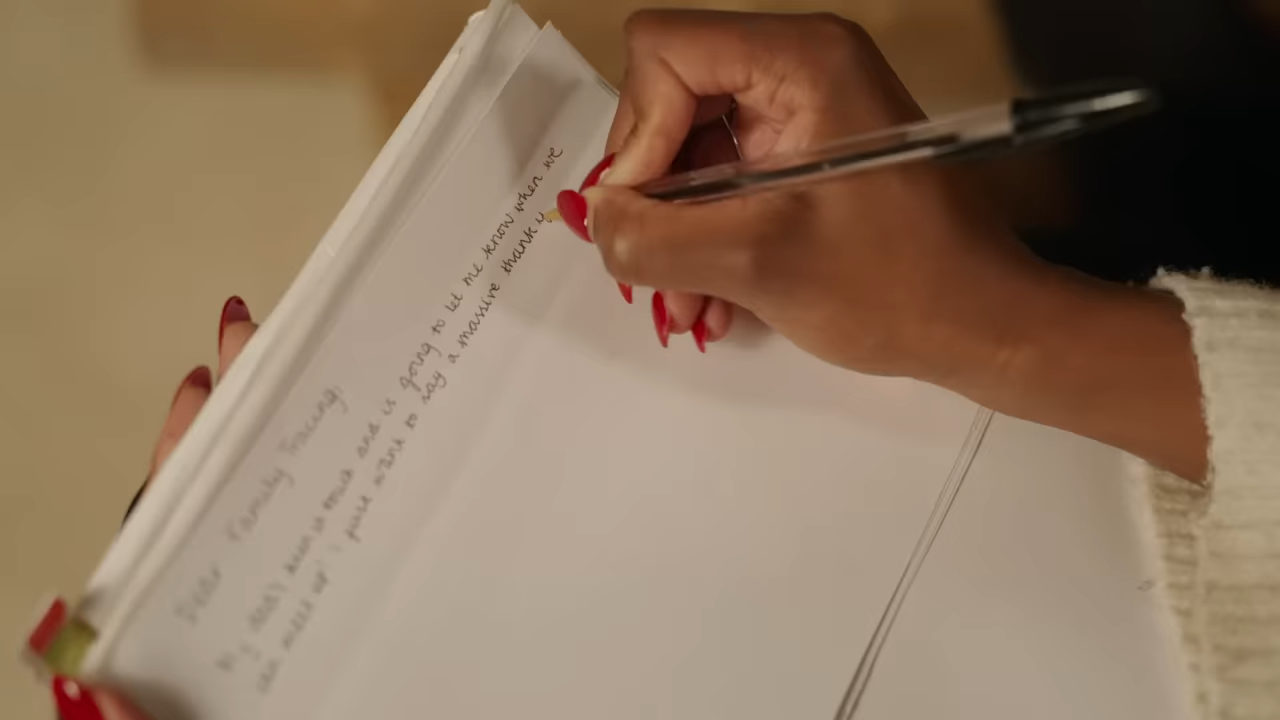 Dear Family Tracing,
My dad's been in touch and is going to let me know when we
can meet up! I just want to say a massive thank y